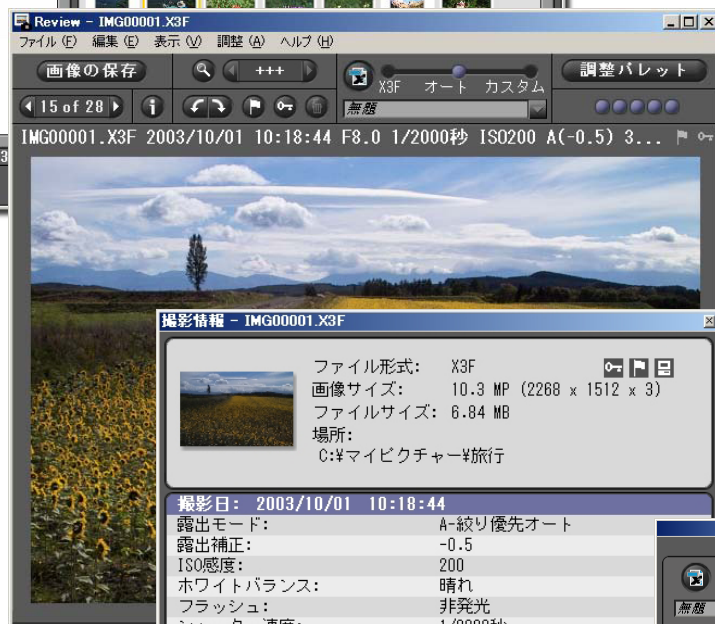 Review - IMG00001.X3F
ファイル(F) 編集(E) 表示(V) 調整(A) ヘルプ(H)
画像の保存
+++
X3F オート カスタム
調整パレット
15 of 28
無題
IMG00001.X3F 2003/10/01 10:18:44 F8.0 1/2000秒 ISO200 A(-0.5) 3...
撮影情報 - IMG00001.X3F
ファイル形式: X3F
画像サイズ: 10.3 MP (2268 x 1512 x 3)
ファイルサイズ: 6.84 MB
場所:
C:¥マイピクチャー¥旅行
撮影日: 2003/10/01 10:18:44
露出モード: A-絞り優先オート
露出補正: -0.5
ISO感度: 200
ホワイトバランス: 晴れ
フラッシュ: 非発光
無題